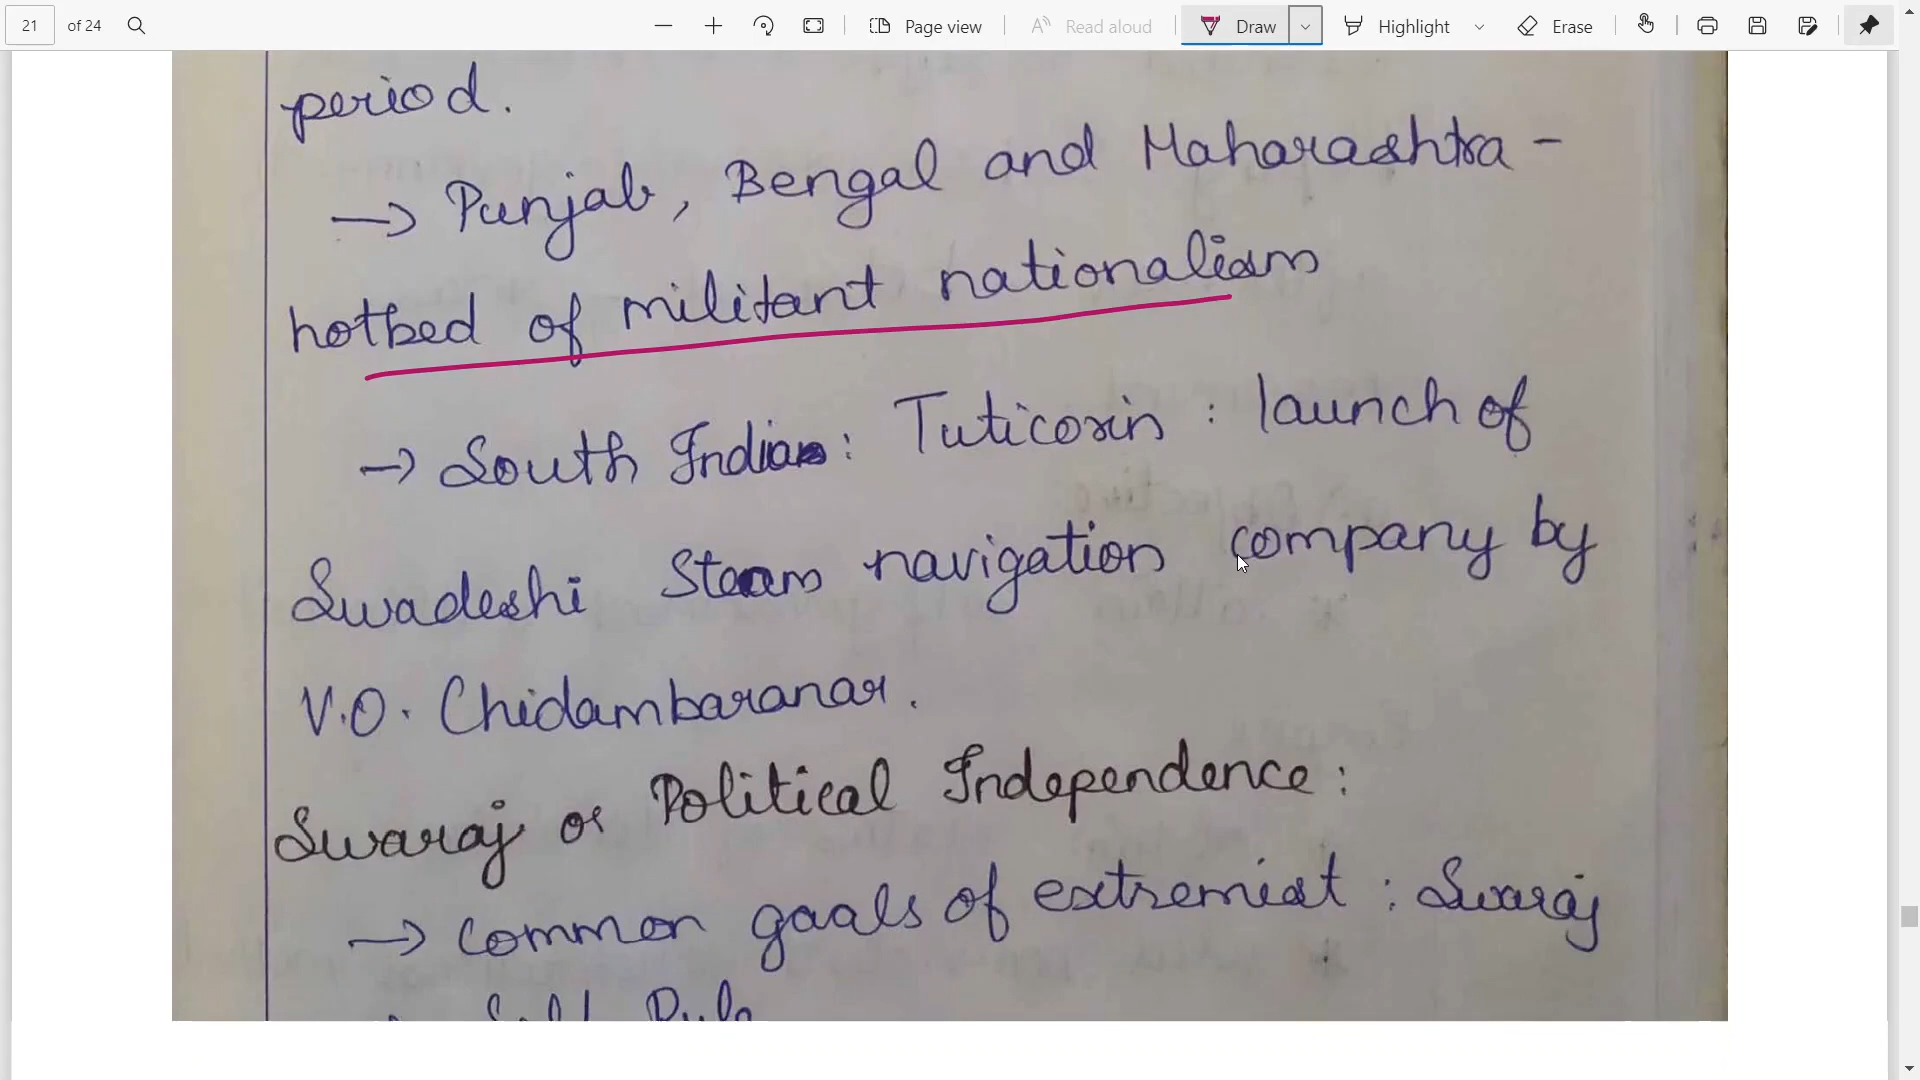 21 of 24 Page view Read aloud Draw Highlight Erase
period.
→ Punjab, Bengal and Maharashtra -
hotbed of militant nationalism
→ South India: Tuticorin: launch of
Swadeshi Steam navigation company by
V.O. Chidambaranar.
Swaraj or Political Independence:
→ common goals of extremist: Swaraj